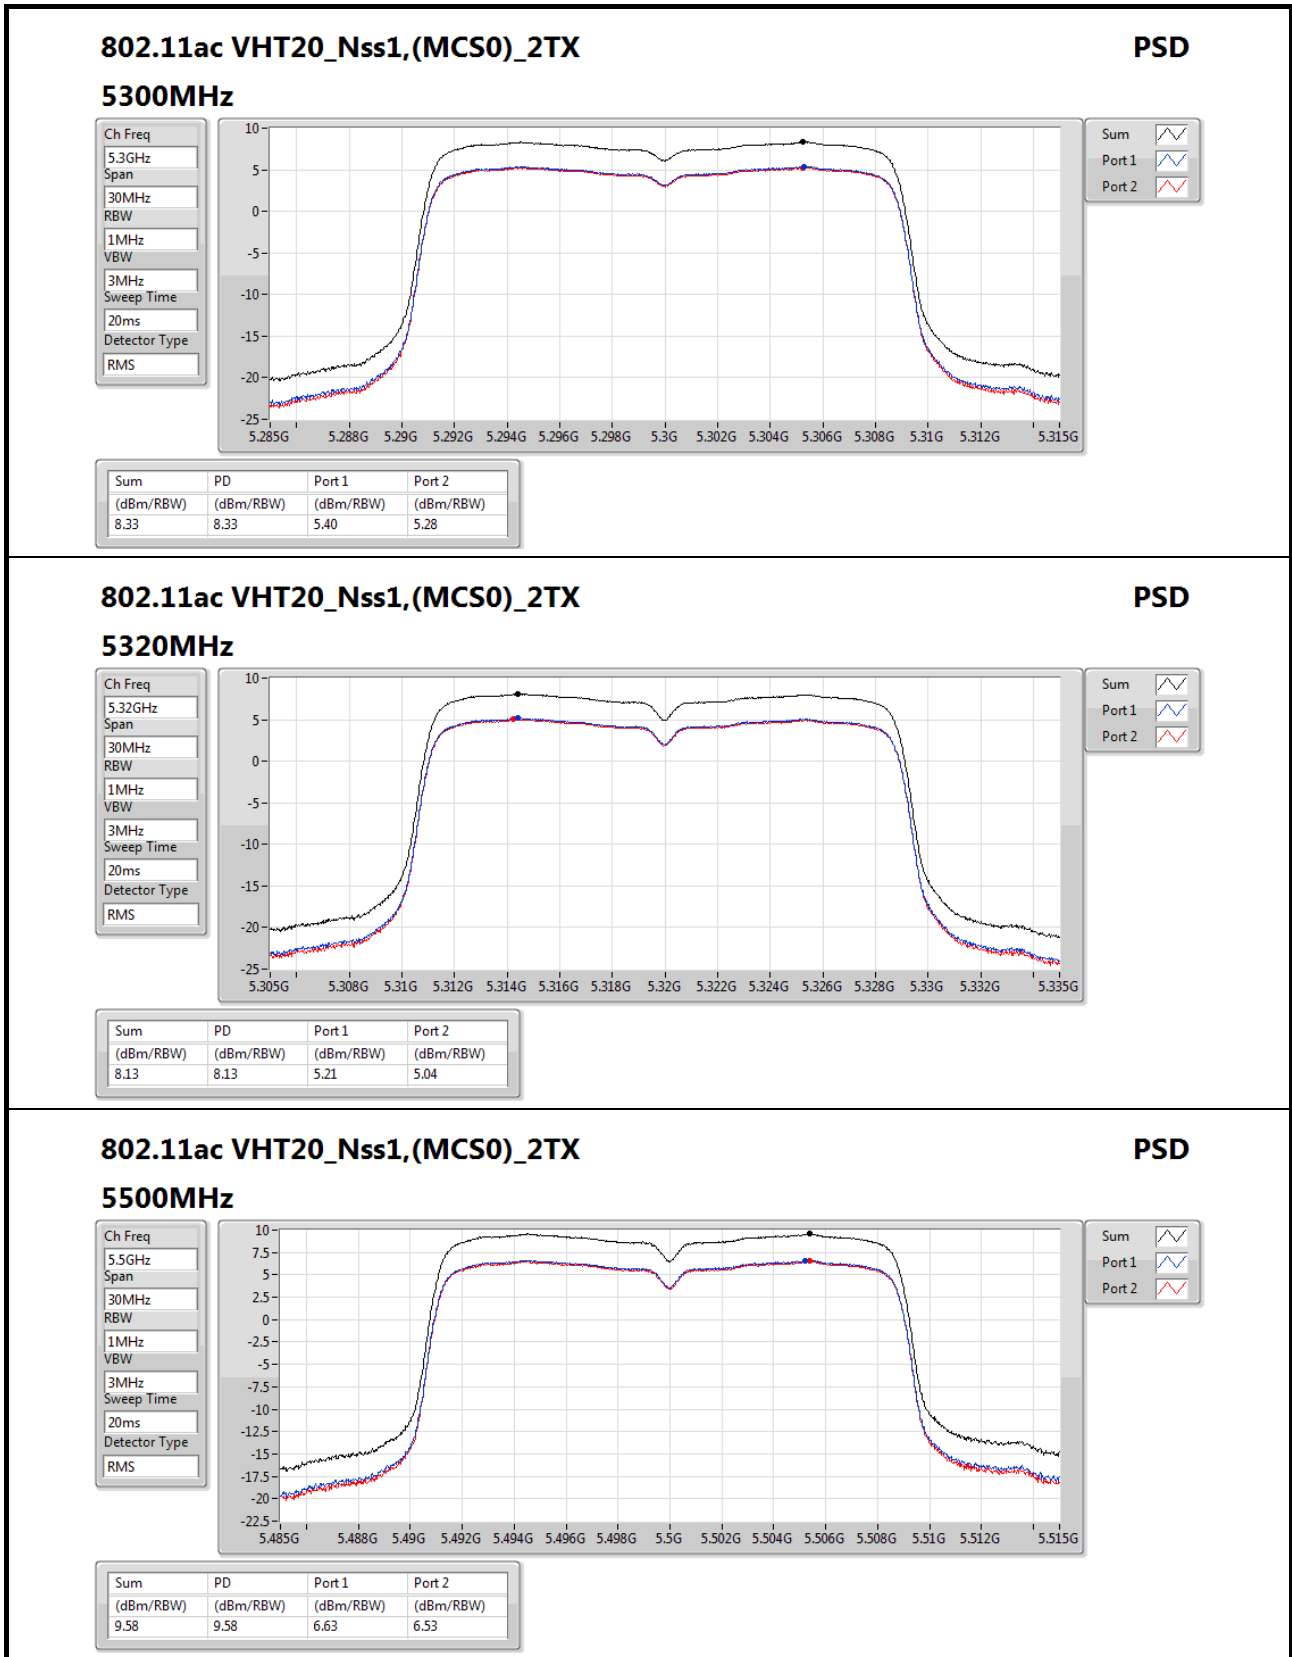 802.11ac VHT20_Nss1,(MCS0)_2TX PSD
5300MHz
Ch Freq
5.3GHz
Span
30MHz
RBW
1MHz
VBW
3MHz
Sweep Time
20ms
Detector Type
RMS
10
5
0
-5
-10
-15
-20
-25
5.285G 5.288G 5.29G 5.292G 5.294G 5.296G 5.298G 5.3G 5.302G 5.304G 5.306G 5.308G 5.31G 5.312G 5.315G
Sum
Port 1
Port 2
Sum PD Port 1 Port 2
(dBm/RBW) (dBm/RBW) (dBm/RBW) (dBm/RBW)
8.33 8.33 5.40 5.28
802.11ac VHT20_Nss1,(MCS0)_2TX PSD
5320MHz
Ch Freq
5.32GHz
Span
30MHz
RBW
1MHz
VBW
3MHz
Sweep Time
20ms
Detector Type
RMS
10
5
0
-5
-10
-15
-20
-25
5.305G 5.308G 5.31G 5.312G 5.314G 5.316G 5.318G 5.32G 5.322G 5.324G 5.326G 5.328G 5.33G 5.332G 5.335G
Sum
Port 1
Port 2
Sum PD Port 1 Port 2
(dBm/RBW) (dBm/RBW) (dBm/RBW) (dBm/RBW)
8.13 8.13 5.21 5.04
802.11ac VHT20_Nss1,(MCS0)_2TX PSD
5500MHz
Ch Freq
5.5GHz
Span
30MHz
RBW
1MHz
VBW
3MHz
Sweep Time
20ms
Detector Type
RMS
10
7.5
5
2.5
0
-2.5
-5
-7.5
-10
-12.5
-15
-17.5
-20
-22.5
5.485G 5.488G 5.49G 5.492G 5.494G 5.496G 5.498G 5.5G 5.502G 5.504G 5.506G 5.508G 5.51G 5.512G 5.515G
Sum
Port 1
Port 2
Sum PD Port 1 Port 2
(dBm/RBW) (dBm/RBW) (dBm/RBW) (dBm/RBW)
9.58 9.58 6.63 6.53